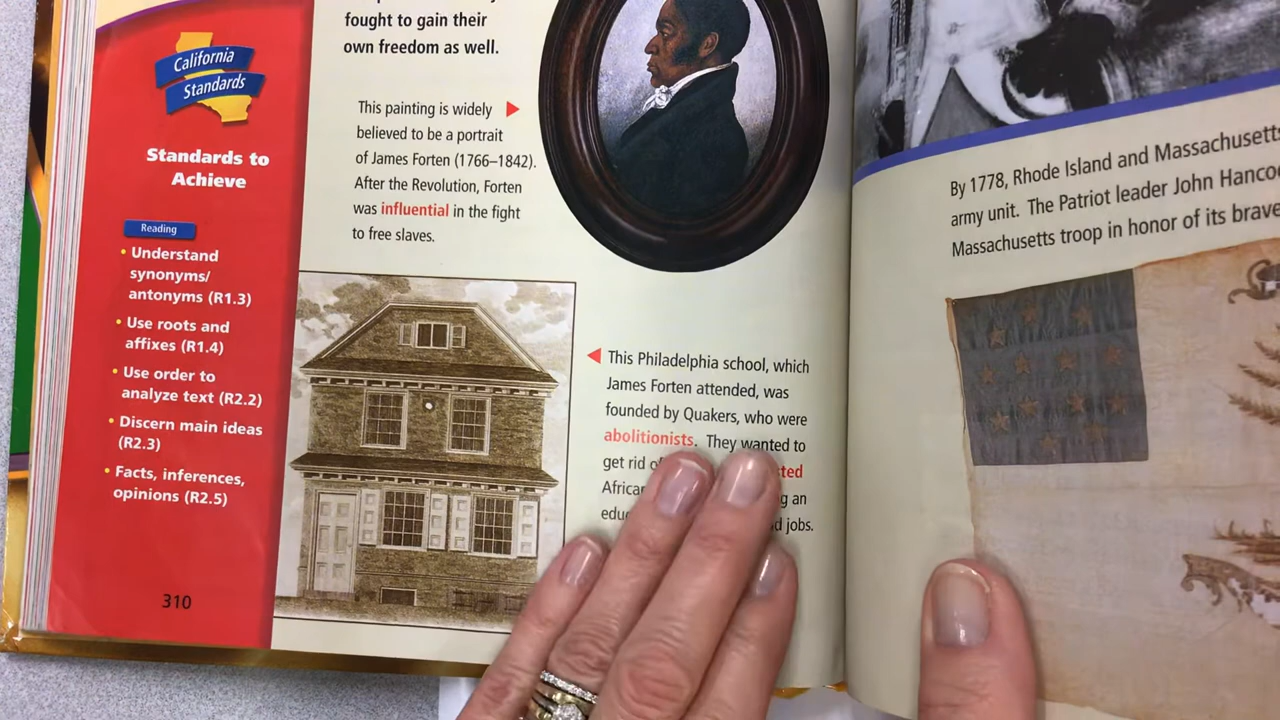 fought to gain their
own freedom as well.
California
Standards
Standards to
Achieve
Reading
• Understand
synonyms/
antonyms (R1.3)
• Use roots and
affixes (R1.4)
• Use order to
analyze text (R2.2)
• Discern main ideas
(R2.3)
• Facts, inferences,
opinions (R2.5)
310
This painting is widely
believed to be a portrait
of James Forten (1766–1842).
After the Revolution, Forten
was influential in the fight
to free slaves.
This Philadelphia school, which
James Forten attended, was
founded by Quakers, who were
abolitionists. They wanted to
get rid
an
jobs.
By 1778, Rhode Island and Massachusetts
army unit. The Patriot leader John
Massachusetts troop in honor of its